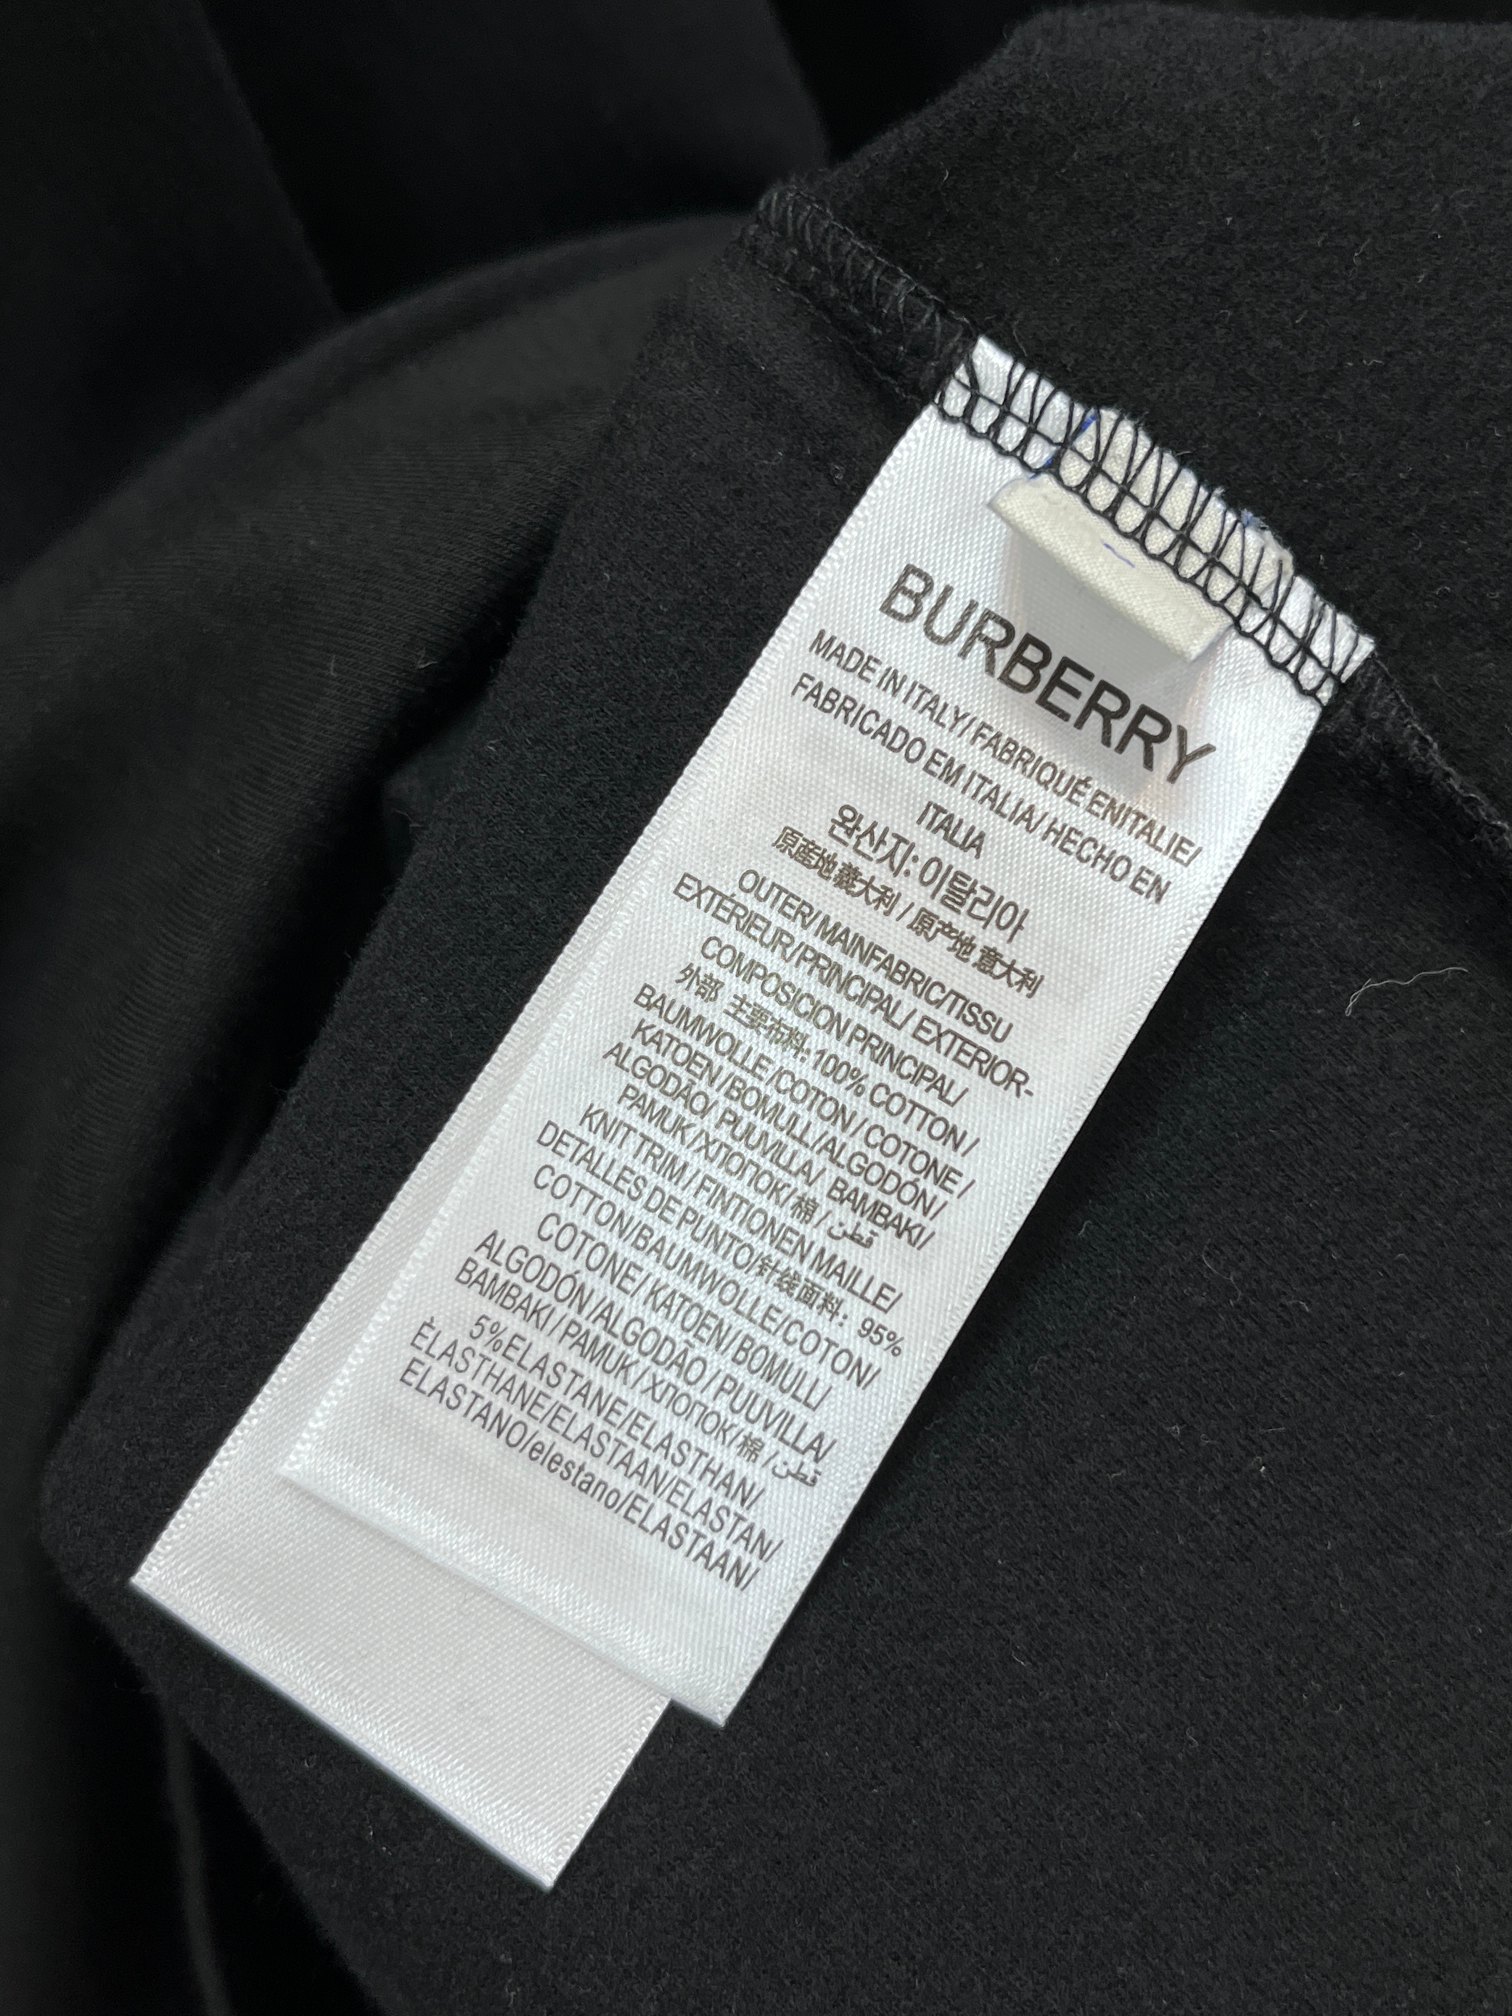 BURBERRY
MADE IN ITALY/ FABRIQUÉ ENITALIE/
FABRICADO EM ITALIA/ HECHO EN
ITALIA
완산지: 이탈리아
原產地 義大利 / 原产地 意大利
OUTER/ MAINFABRIC/TISSU
EXTERIEUR/PRINCIPAL/ EXTERIOR-
COMPOSICION PRINCIPAL/
外部 主要布料: 100% COTTON /
BAUMWOLLE /COTON / COTONE /
KATOEN / BOMULL/ALGODÓN /
ALGODÃO/ PUUVILLA/ BAMBAKI/
PAMUK /ХЛОПОК/ 棉 / قطن
KNIT TRIM / FINTIONEN MAILLE/
DETALLES DE PUNTO/针线面料: 95%
COTTON/BAUMWOLLE/COTON/
COTONE/ KATOEN/ BOMULL/
ALGODÓN /ALGODÃO / PUUVILLA/
BAMBAKI / PAMUK / ХЛОПОК/ 棉 / قطن
5%ELASTANE/ELASTHAN/
ÈLASTHANE/ELASTAAN/ELASTAN/
ELASTANO/elestano/ELASTAAN/